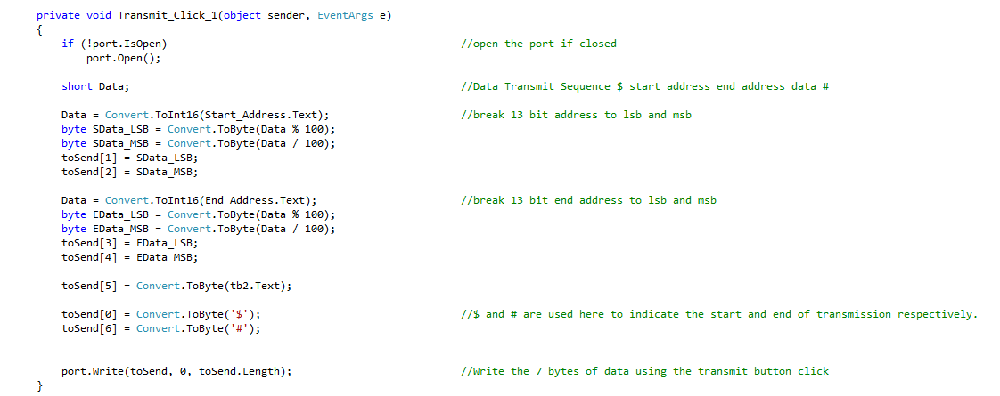 private void Transmit_Click_1(object sender, EventArgs e)
{
if (!port.IsOpen) //open the port if closed
port.Open();
short Data; //Data Transmit Sequence $ start address end address data #
Data = Convert.ToInt16(Start_Address.Text); //break 13 bit address to lsb and msb
byte SData_LSB = Convert.ToByte(Data % 100);
byte SData_MSB = Convert.ToByte(Data / 100);
toSend[1] = SData_LSB;
toSend[2] = SData_MSB;
Data = Convert.ToInt16(End_Address.Text); //break 13 bit end address to lsb and msb
byte EData_LSB = Convert.ToByte(Data % 100);
byte EData_MSB = Convert.ToByte(Data / 100);
toSend[3] = EData_LSB;
toSend[4] = EData_MSB;
toSend[5] = Convert.ToByte(tb2.Text);
toSend[0] = Convert.ToByte('$'); //$ and # are used here to indicate the start and end of transmission respectively.
toSend[6] = Convert.ToByte('#');
port.Write(toSend, 0, toSend.Length); //Write the 7 bytes of data using the transmit button click
}